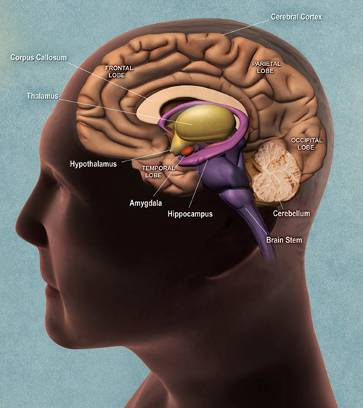 Cerebral Cortex
Corpus Callosum
FRONTAL
LOBE
PARIETAL
LOBE
Thalamus
OCCIPITAL
LOBE
Hypothalamus
TEMPORAL
LOBE
Amygdala
Hippocampus
Cerebellum
Brain Stem